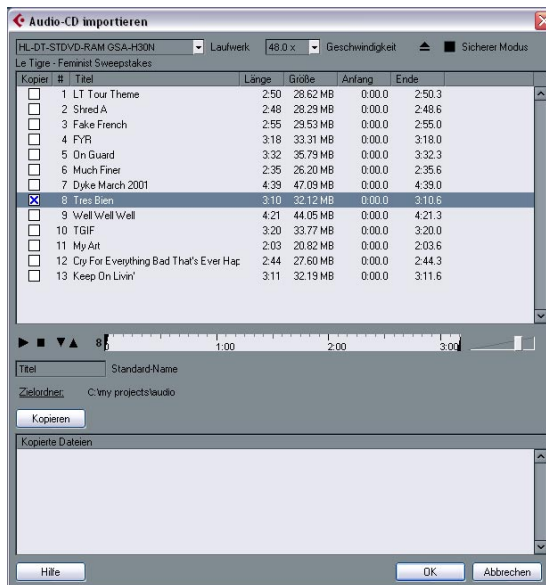 Audio-CD importieren
HL-DT-STDVD-RAM GSA-H30N Laufwerk 48.0 x Geschwindigkeit Sicherer Modus
Le Tigre - Feminist Sweepstakes
Kopier # Titel Länge Größe Anfang Ende
1 LT Tour Theme 2:50 28.62 MB 0:00.0 2:50.3
2 Shred A 2:48 28.29 MB 0:00.0 2:48.6
3 Fake French 2:55 29.53 MB 0:00.0 2:55.0
4 FYR 3:18 33.31 MB 0:00.0 3:18.0
5 On Guard 3:32 35.79 MB 0:00.0 3:32.3
6 Much Finer 2:35 26.20 MB 0:00.0 2:35.6
7 Dyke March 2001 4:39 47.09 MB 0:00.0 4:39.0
8 Tres Bien 3:10 32.12 MB 0:00.0 3:10.6
9 Well Well Well 4:21 44.05 MB 0:00.0 4:21.3
10 TGIF 3:20 33.77 MB 0:00.0 3:20.0
11 My Art 2:03 20.82 MB 0:00.0 2:03.6
12 Cry For Everything Bad That's Ever Hap 2:44 27.60 MB 0:00.0 2:44.3
13 Keep On Livin' 3:11 32.19 MB 0:00.0 3:11.6
8 0 1:00 2:00 3:00
Titel Standard-Name
Zielordner: C:\my projects\audio
Kopieren
Kopierte Dateien
Hilfe OK Abbrechen